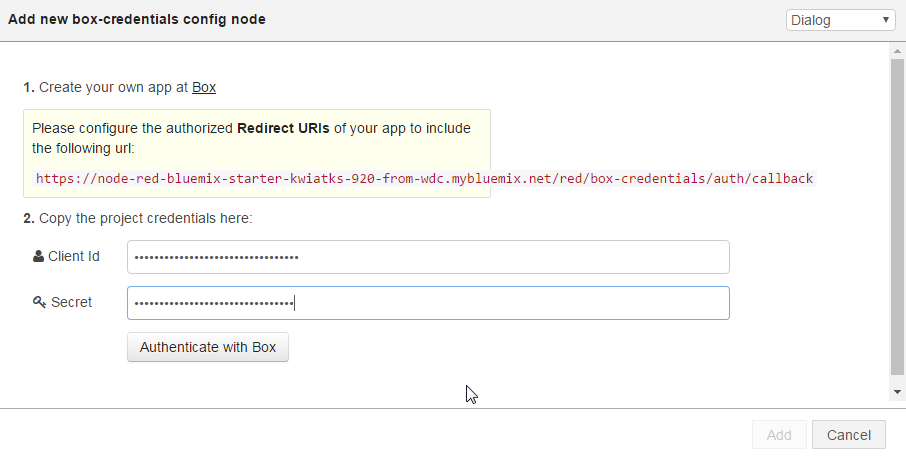 Add new box-credentials config node
Dialog
1. Create your own app at Box
Please configure the authorized Redirect URIs of your app to include
the following url:
https://node-red-bluemix-starter-kwiatks-920-from-wdc.mybluemix.net/red/box-credentials/auth/callback
2. Copy the project credentials here:
Client Id
Secret
Authenticate with Box
Add
Cancel